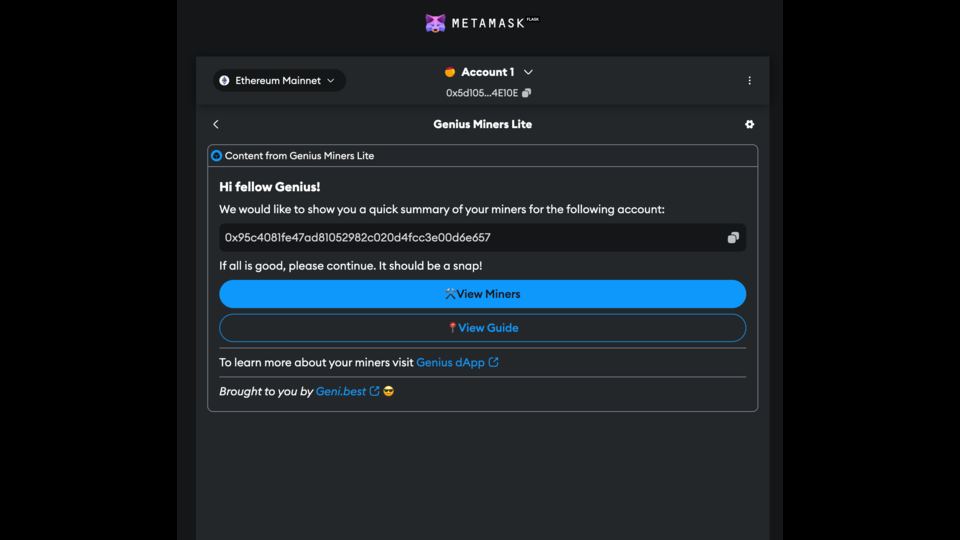 METAMASK FLASK
Ethereum Mainnet
Account 1
0x5d105...4E10E
Genius Miners Lite
Content from Genius Miners Lite
Hi fellow Genius!
We would like to show you a quick summary of your miners for the following account:
0x95c4081fe47ad81052982c020d4fcc3e00d6e657
If all is good, please continue. It should be a snap!
View Miners
View Guide
To learn more about your miners visit Genius dApp
Brought to you by Geni.best